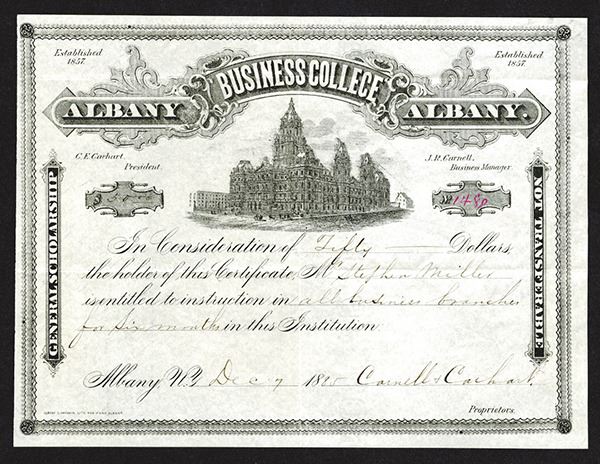 Established
1857.
Established
1857.
BUSINESS COLLEGE
ALBANY
ALBANY.
C.E. Carhart.
President.
J.R. Carnell.
Business Manager.
1480
GENERAL SCHOLARSHIP
NOT TRANSFERABLE
In Consideration of Fifty Dollars,
the holder of this Certificate, Mr Stephen Miller
is entitled to instruction in all business branches
for six months in this Institution.
Albany, N.Y. Dec 7 Carnell & Carhart.
Proprietors.